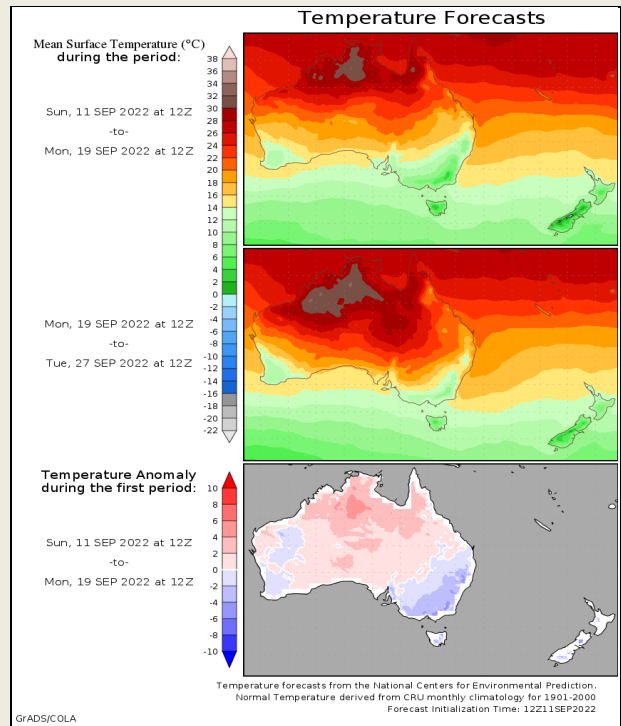 Temperature Forecasts
Mean Surface Temperature (°C)
during the period:
Sun, 11 SEP 2022 at 12Z
-to-
Mon, 19 SEP 2022 at 12Z
38
36
34
32
30
28
26
24
22
20
18
16
14
12
10
8
6
4
2
0
-2
-4
-6
-8
-10
-12
-14
-16
-18
-20
-22
Mon, 19 SEP 2022 at 12Z
-to-
Tue, 27 SEP 2022 at 12Z
Temperature Anomaly
during the first period:
Sun, 11 SEP 2022 at 12Z
-to-
Mon, 19 SEP 2022 at 12Z
10
8
6
4
2
0
-2
-4
-6
-8
-10
Temperature forecasts from the National Centers for Environmental Prediction.
Normal Temperature derived from CRU monthly climatology for 1901-2000
Forecast Initialization Time: 12Z11SEP2022
GrADS/COLA